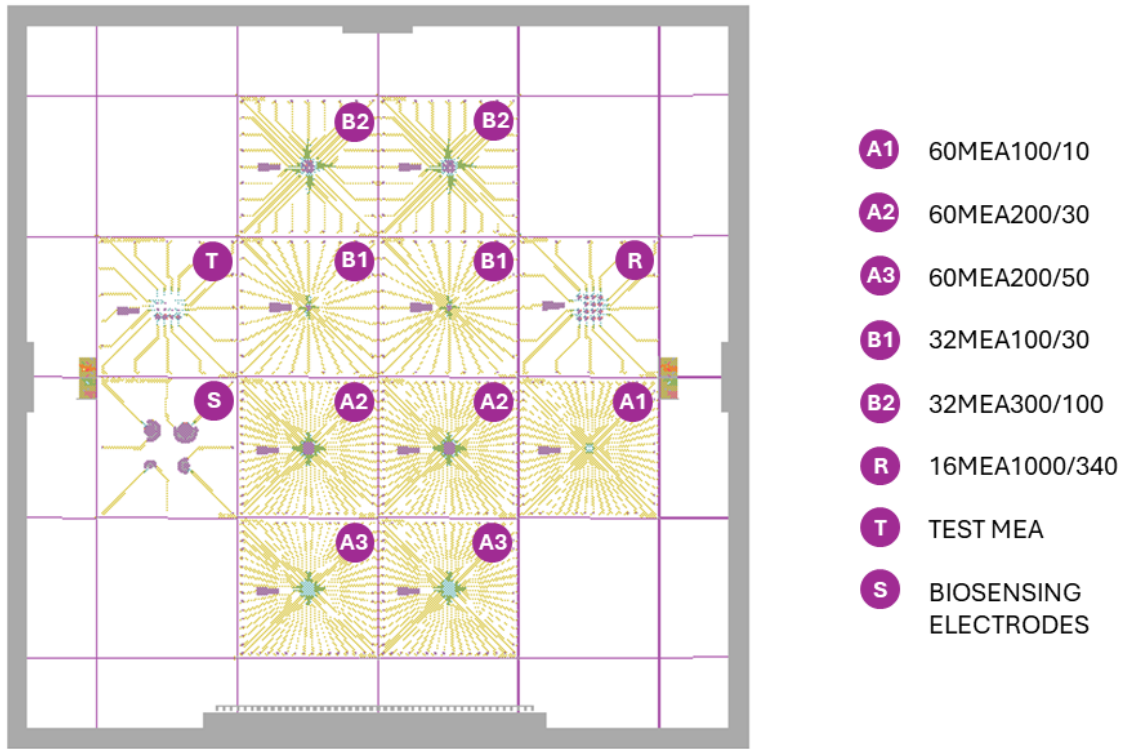 B2 B2
T B1 B1 R
S A2 A2 A1
A3 A3
A1 60MEA100/10
A2 60MEA200/30
A3 60MEA200/50
B1 32MEA100/30
B2 32MEA300/100
R 16MEA1000/340
T TEST MEA
S BIOSENSING
ELECTRODES